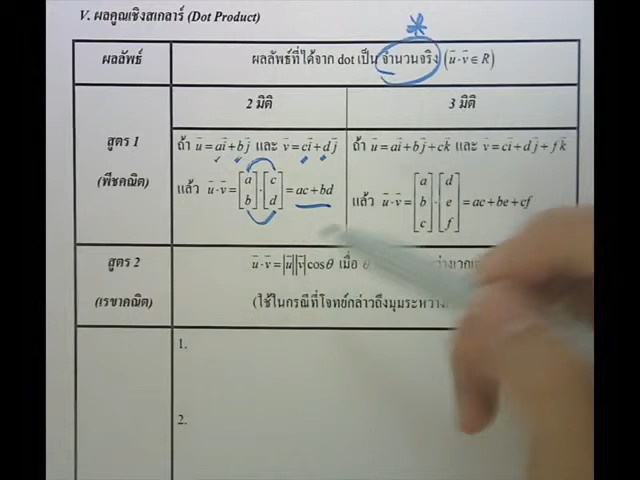 V. ผลคูณเชิงสเกลาร์ (Dot Product)
ผลลัพธ์
ผลลัพธ์ที่ได้จาก dot เป็น จำนวนจริง (ū·v̄ ∈ R)
2 มิติ
3 มิติ
สูตร 1
(พีชคณิต)
ถ้า ū = aī + bj̄ และ v̄ = cī + dj̄
แล้ว ū·v̄ = [a b]·[c d] = ac + bd
ถ้า ū = aī + bj̄ + ck̄ และ v̄ = cī + dj̄ + fk̄
แล้ว ū·v̄ = [a b c]·[d e f] = ac + be + cf
สูตร 2
(เรขาคณิต)
ū·v̄ = |ū||v̄|cosθ เมื่อ θ
(ใช้ในกรณีที่โจทย์กล่าวถึงมุมระหว่าง
1.
2.